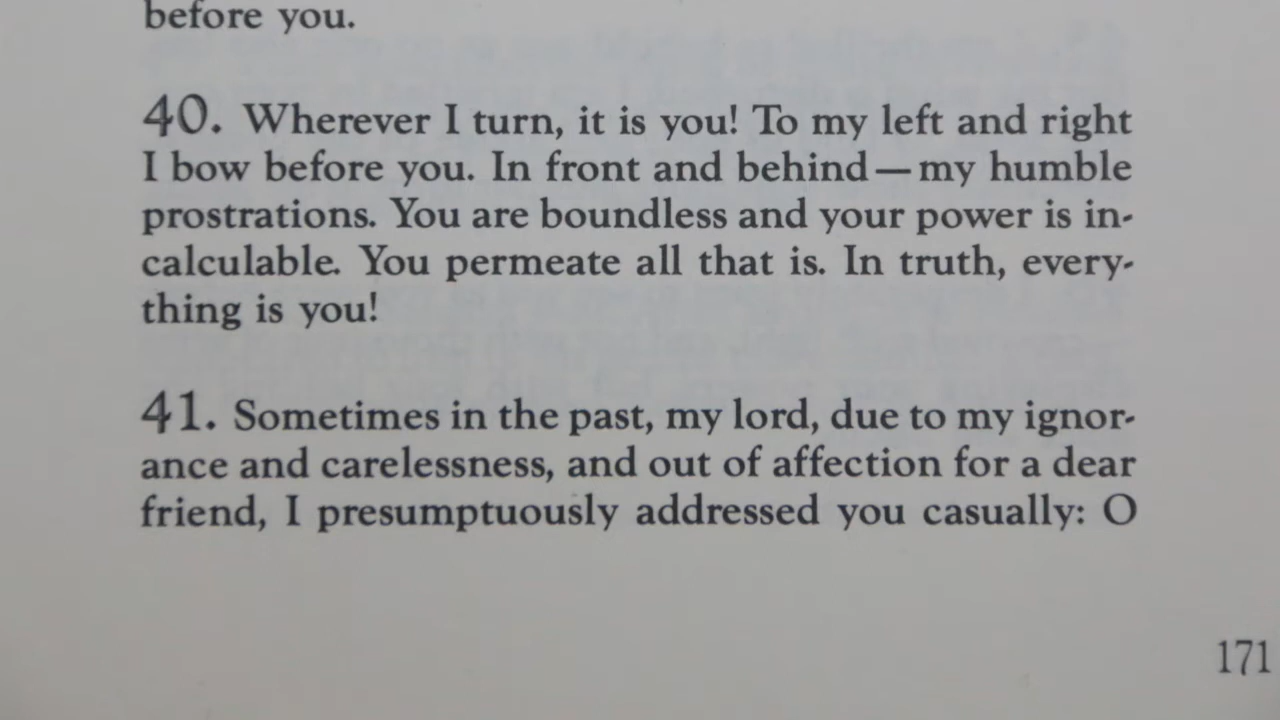 before you.
40. Wherever I turn, it is you! To my left and right
I bow before you. In front and behind—my humble
prostrations. You are boundless and your power is in-
calculable. You permeate all that is. In truth, every-
thing is you!
41. Sometimes in the past, my lord, due to my ignor-
ance and carelessness, and out of affection for a dear
friend, I presumptuously addressed you casually: O
171